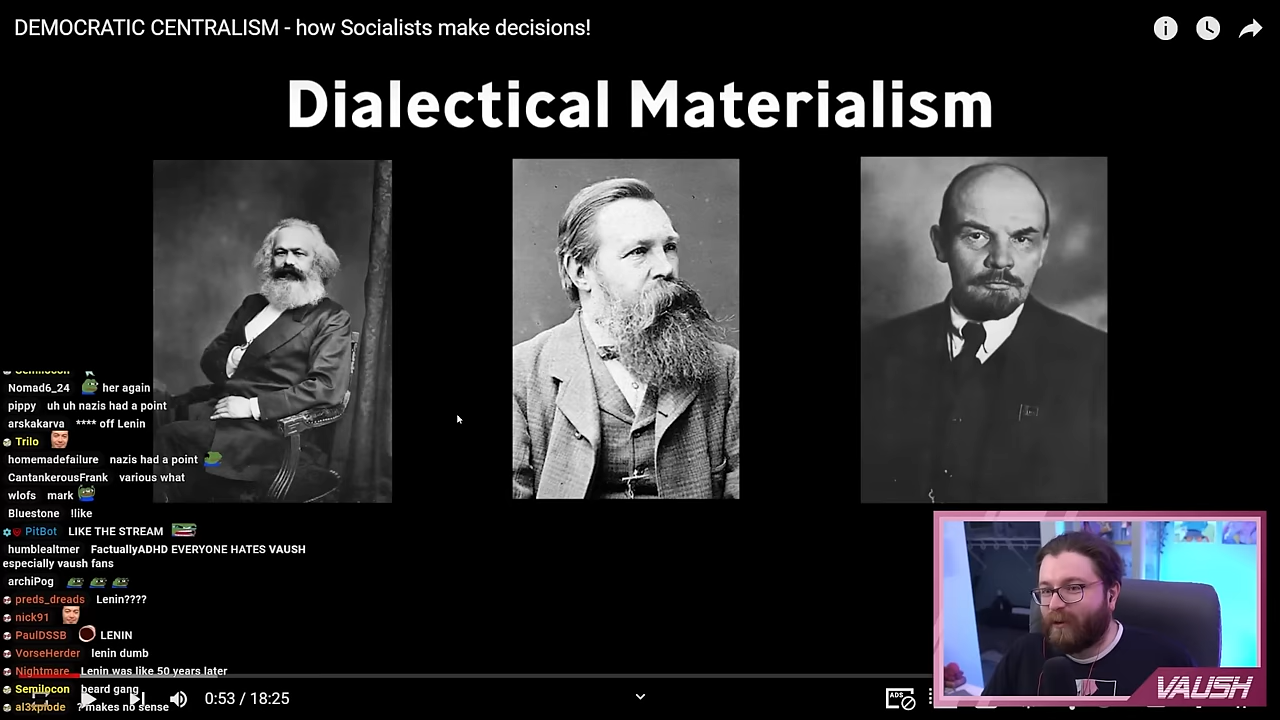 DEMOCRATIC CENTRALISM - how Socialists make decisions!
Dialectical Materialism
Nomad6_24 her again
pippy uh uh nazis had a point
arskakarva **** off Lenin
Trilo
homemadefailure nazis had a point
CantankerousFrank various what
wlofs mark
Bluestone !like
PitBot LIKE THE STREAM
humblealtmer FactuallyADHD EVERYONE HATES VAUSH
especially vaush fans
archiPog
preds_dreads Lenin????
nick91
PaulDSSB LENIN
VorseHerder lenin dumb
Nightmare Lenin was like 50 years later
Semilocon beard gang
al3xplode ? makes no sense
0:53 / 18:25
ADS
VAUSH